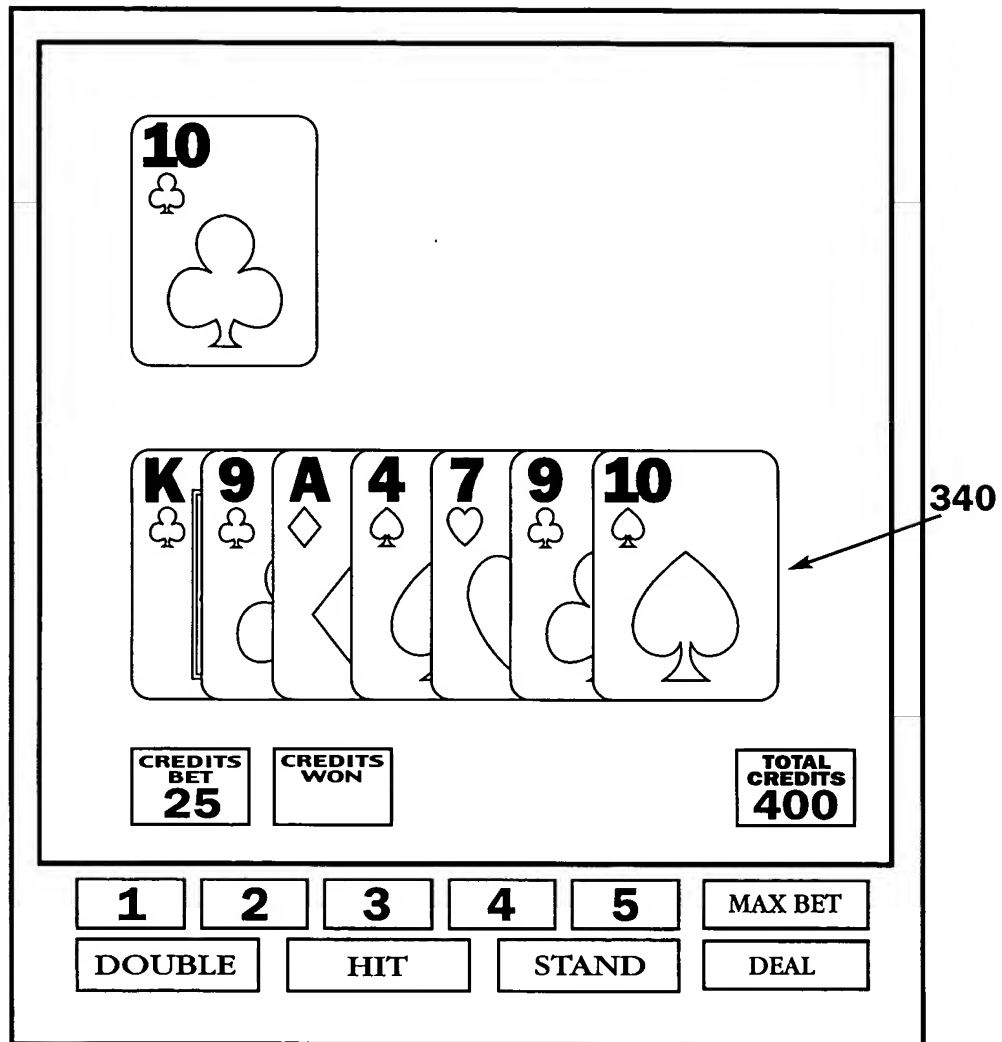 10
K 9 A 4 7 9 10
340
CREDITS BET 25
CREDITS WON
TOTAL CREDITS 400
1 2 3 4 5 MAX BET
DOUBLE HIT STAND DEAL